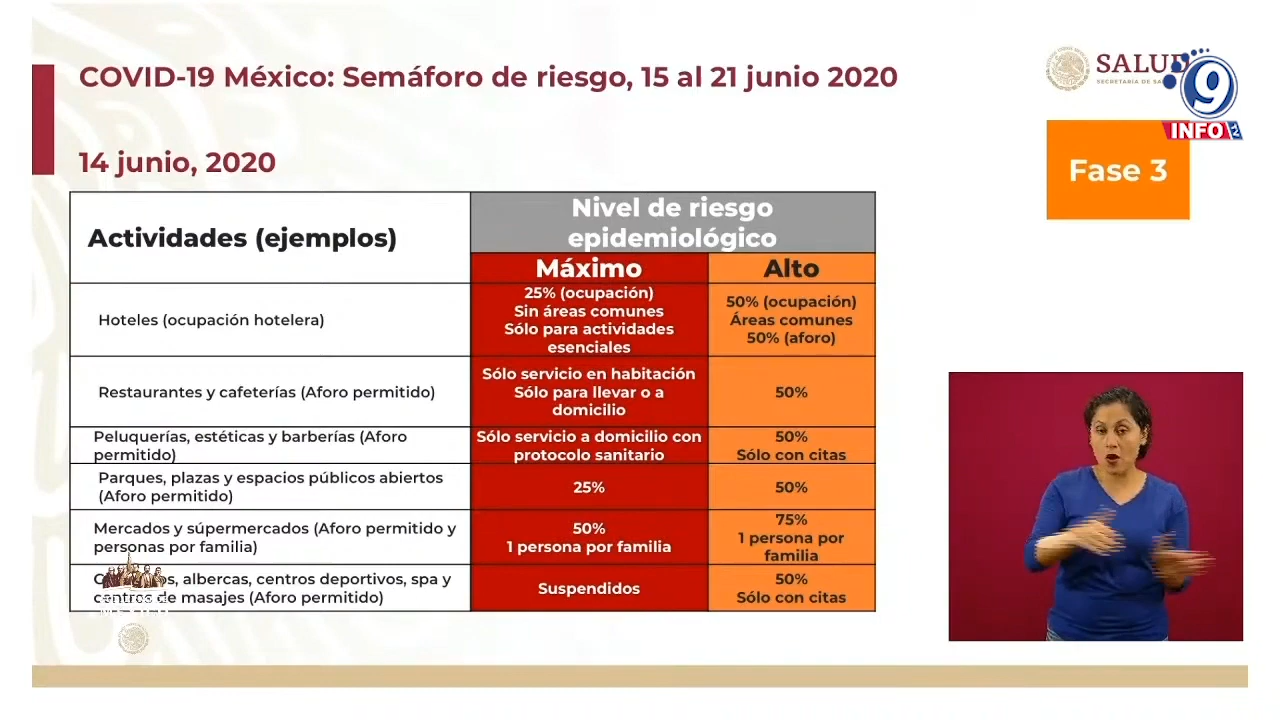 COVID-19 México: Semáforo de riesgo, 15 al 21 junio 2020
14 junio, 2020
SALUD
9
INFO
Fase 3
Actividades (ejemplos)
Nivel de riesgo
epidemiológico
Máximo
Alto
Hoteles (ocupación hotelera)
25% (ocupación)
Sin áreas comunes
Sólo para actividades
esenciales
50% (ocupación)
Áreas comunes
50% (aforo)
Restaurantes y cafeterías (Aforo permitido)
Sólo servicio en habitación
Sólo para llevar o a
domicilio
50%
Peluquerías, estéticas y barberías (Aforo
permitido)
Sólo servicio a domicilio con
protocolo sanitario
50%
Sólo con citas
Parques, plazas y espacios públicos abiertos
(Aforo permitido)
25%
50%
Mercados y súpermercados (Aforo permitido y
personas por familia)
50%
1 persona por familia
75%
1 persona por
familia
albercas, centros deportivos, spa y
de masajes (Aforo permitido)
Suspendidos
50%
Sólo con citas
MÉXICO